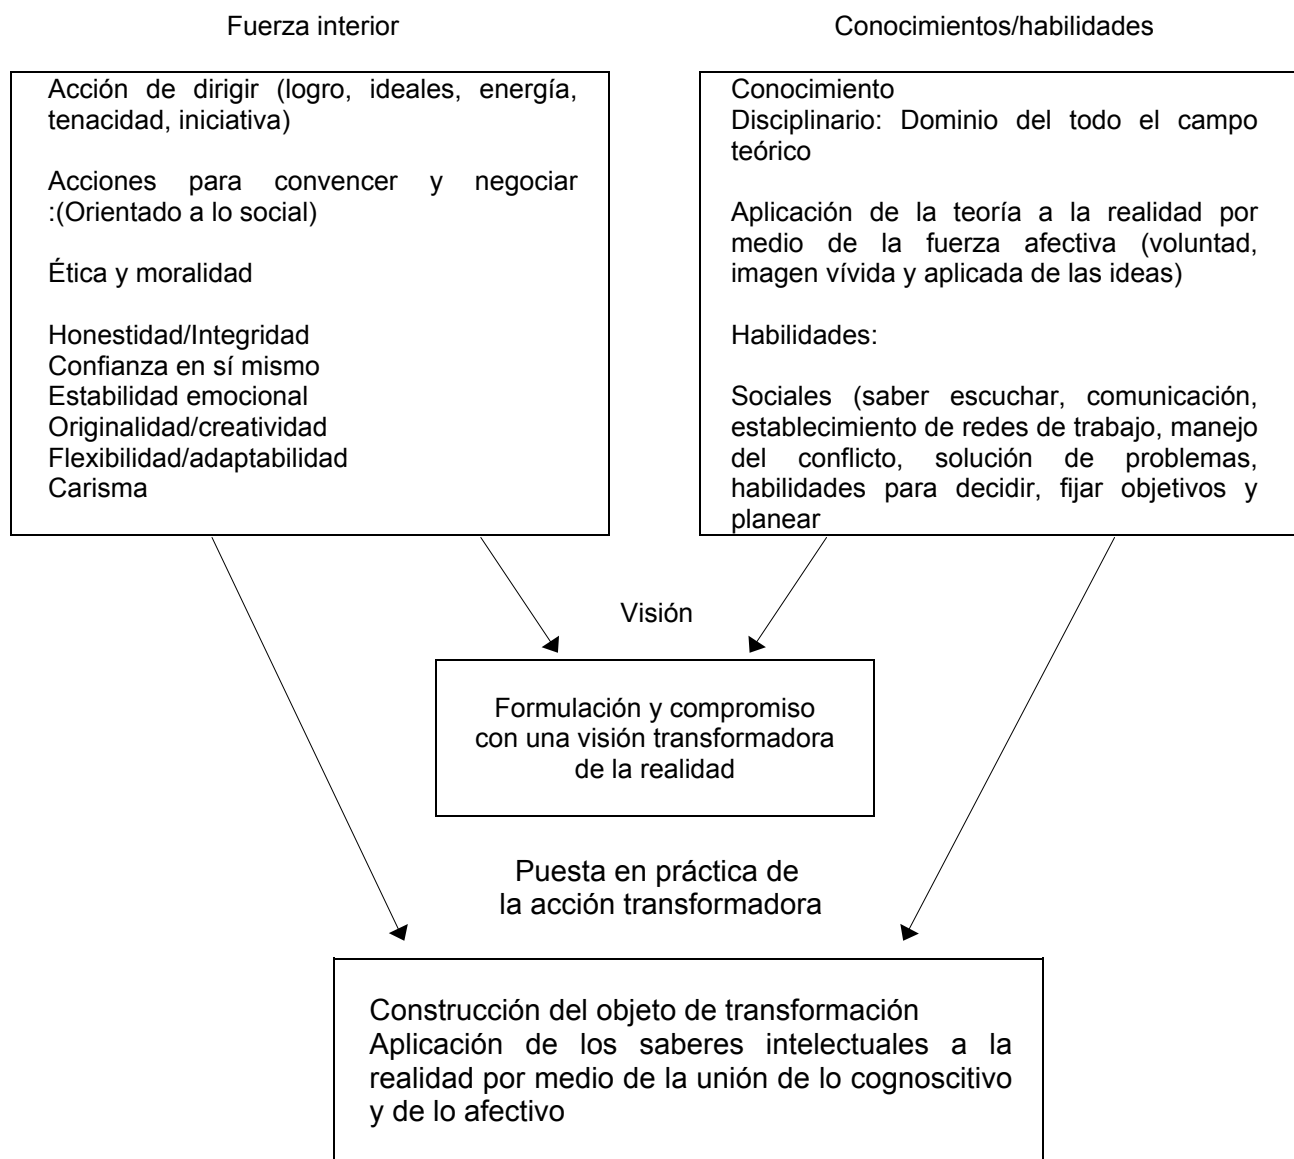 Fuerza interior
Conocimientos/habilidades
Acción de dirigir (logro, ideales, energía,
tenacidad, iniciativa)
Acciones para convencer y negociar
:(Orientado a lo social)
Ética y moralidad
Honestidad/Integridad
Confianza en sí mismo
Estabilidad emocional
Originalidad/creatividad
Flexibilidad/adaptabilidad
Carisma
Conocimiento
Disciplinario: Dominio del todo el campo
teórico
Aplicación de la teoría a la realidad por
medio de la fuerza afectiva (voluntad,
imagen vívida y aplicada de las ideas)
Habilidades:
Sociales (saber escuchar, comunicación,
establecimiento de redes de trabajo, manejo
del conflicto, solución de problemas,
habilidades para decidir, fijar objetivos y
planear
Visión
Formulación y compromiso
con una visión transformadora
de la realidad
Puesta en práctica de
la acción transformadora
Construcción del objeto de transformación
Aplicación de los saberes intelectuales a la
realidad por medio de la unión de lo cognoscitivo
y de lo afectivo